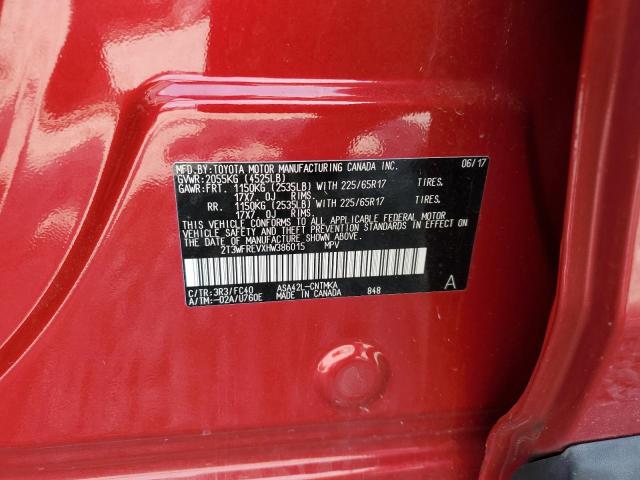 MFD.BY:TOYOTA MOTOR MANUFACTURING CANADA INC. 06/17
GVWR:2055KG (4525LB)
GAWR:FRT. 1150KG (2535LB) WITH 225/65R17 TIRES.
17X7 OJ RIMS.
RR. 1150KG (2535LB) WITH 225/65R17 TIRES.
17X7 OJ RIMS.
THIS VEHICLE CONFORMS TO ALL APPLICABLE FEDERAL MOTOR
VEHICLE SAFETY AND THEFT PREVENTION STANDARDS IN EFFECT ON
THE DATE OF MANUFACTURE SHOWN ABOVE.
2T3WFREVXHW386015 MPV
A
C/TR:3R3/FC40 ASA42L-CNTMKA 848
A/TM:-02A/U760E MADE IN CANADA